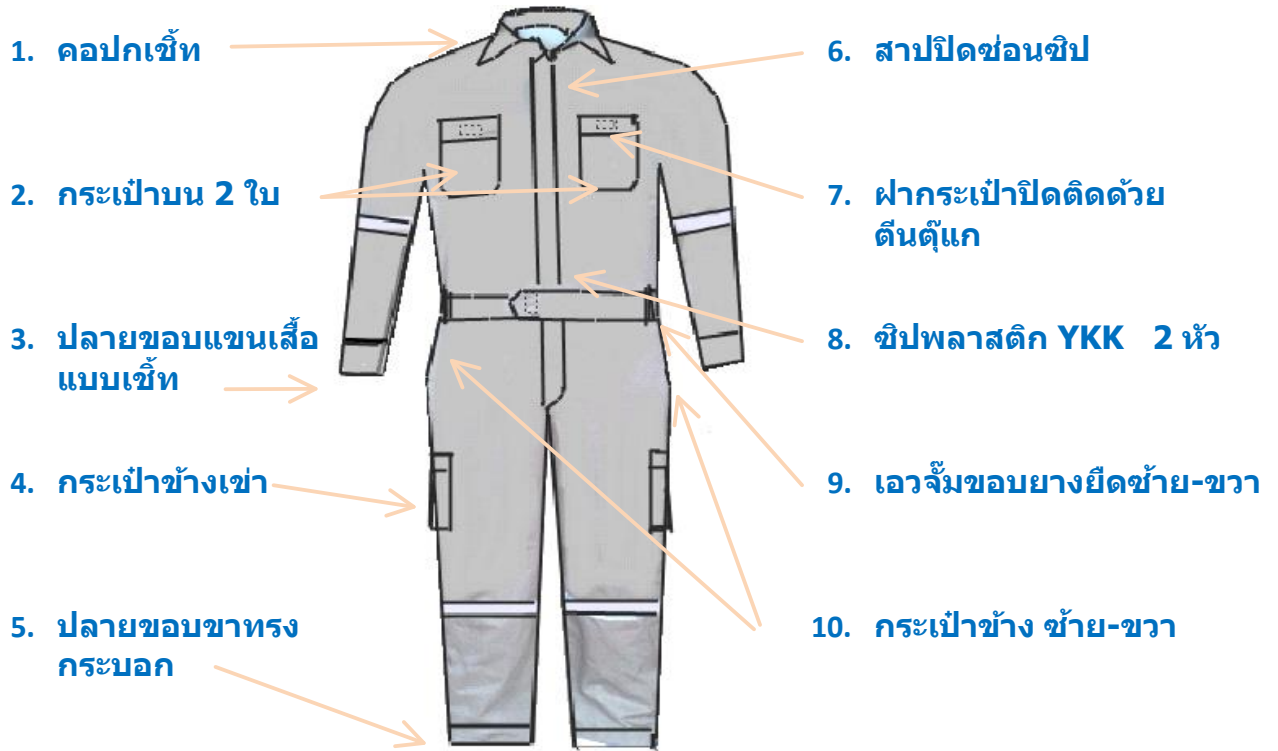 1. คอปกเชิ้ท
2. กระเป๋าบน 2 ใบ
3. ปลายขอบแขนเสื้อ
แบบเชิ้ท
4. กระเป๋าข้างเข่า
5. ปลายขอบขาทรง
กระบอก
6. สาปปิดซ่อนซิป
7. ฝากระเป๋าปิดติดด้วย
ตีนตุ๊แก
8. ซิปพลาสติก YKK 2 หัว
9. เอวจั๊มขอบยางยืดซ้าย-ขวา
10. กระเป๋าข้าง ซ้าย-ขวา